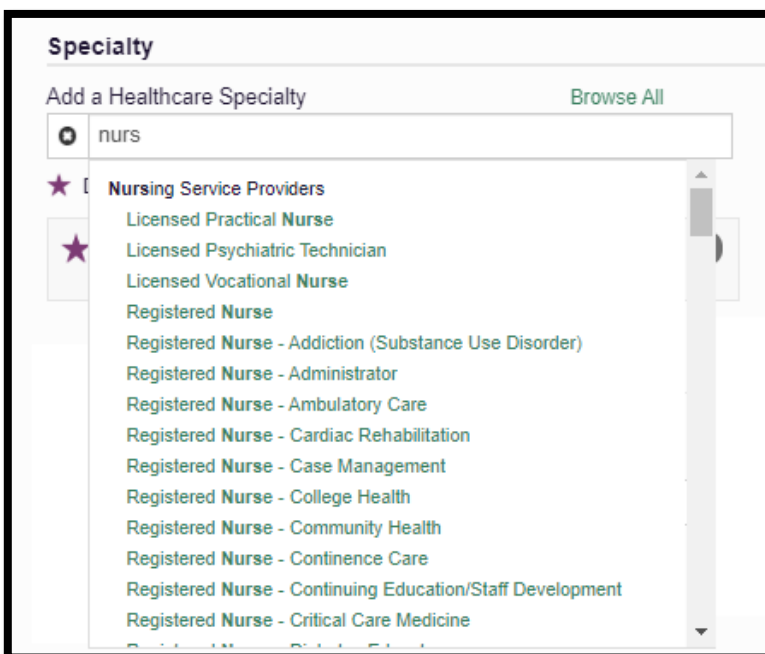 Specialty
Add a Healthcare Specialty Browse All
nurs
Nursing Service Providers
Licensed Practical Nurse
Licensed Psychiatric Technician
Licensed Vocational Nurse
Registered Nurse
Registered Nurse - Addiction (Substance Use Disorder)
Registered Nurse - Administrator
Registered Nurse - Ambulatory Care
Registered Nurse - Cardiac Rehabilitation
Registered Nurse - Case Management
Registered Nurse - College Health
Registered Nurse - Community Health
Registered Nurse - Continence Care
Registered Nurse - Continuing Education/Staff Development
Registered Nurse - Critical Care Medicine